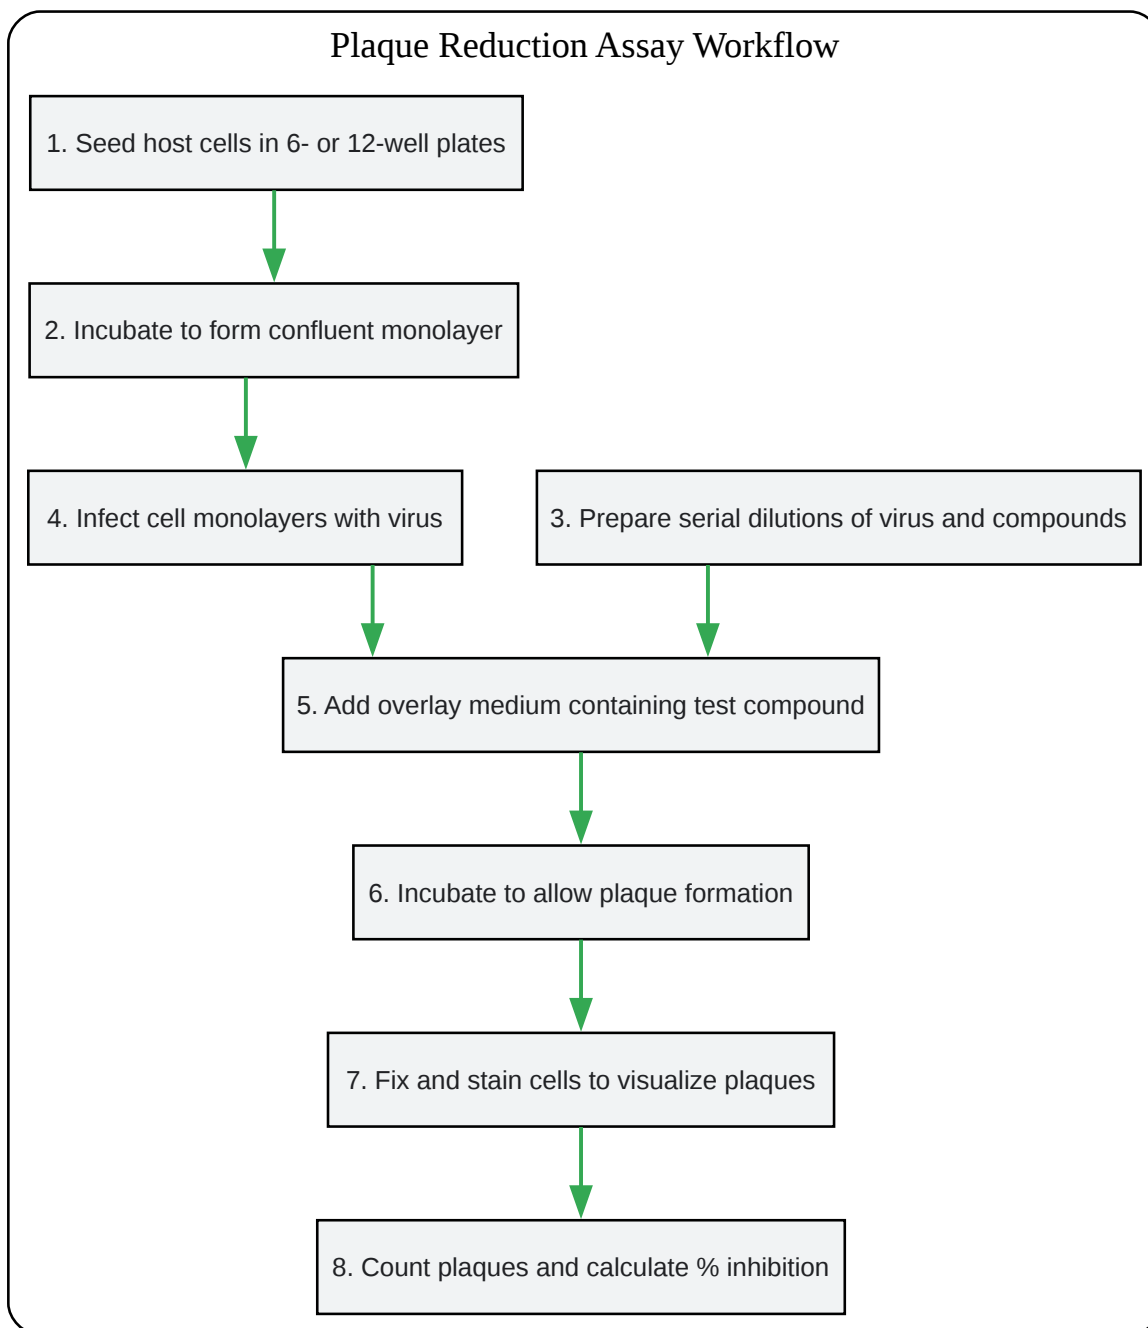 Plaque Reduction Assay Workflow
1. Seed host cells in 6- or 12-well plates
2. Incubate to form confluent monolayer
4. Infect cell monolayers with virus
3. Prepare serial dilutions of virus and compounds
5. Add overlay medium containing test compound
6. Incubate to allow plaque formation
7. Fix and stain cells to visualize plaques
8. Count plaques and calculate % inhibition